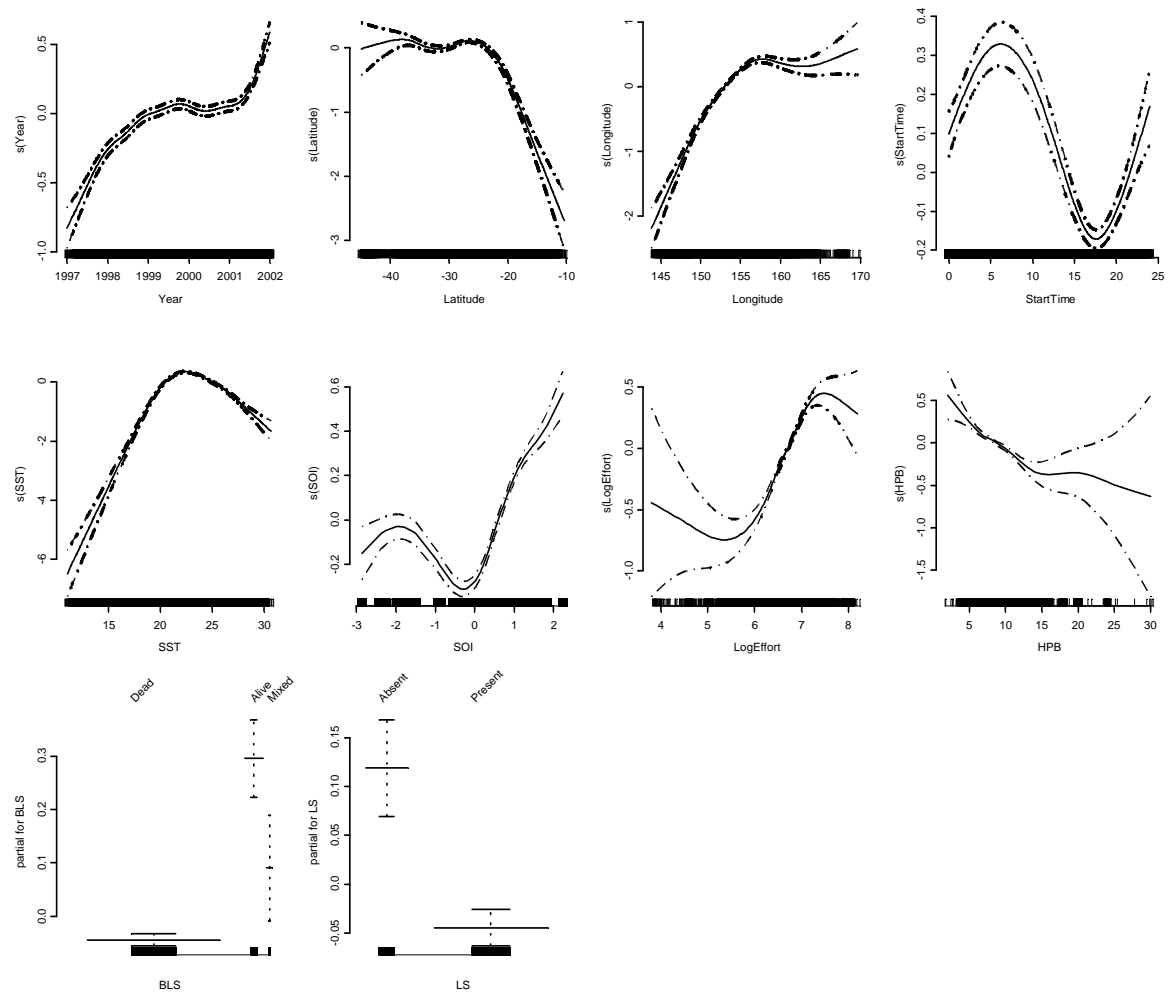 s(Year)
0.5
0.0
-0.5
-1.0
1997 1998 1999 2000 2001 2002
Year
s(Latitude)
0
-1
-2
-3
-40 -30 -20 -10
Latitude
s(Longitude)
1
0
-1
-2
145 150 155 160 165 170
Longitude
s(StartTime)
0.4
0.3
0.2
0.1
0.0
-0.1
-0.2
0 5 10 15 20 25
StartTime
s(SST)
0
-2
-4
-6
15 20 25 30
SST
s(SOI)
0.6
0.4
0.2
0.0
-0.2
-3 -2 -1 0 1 2
SOI
s(LogEffort)
0.5
0.0
-0.5
-1.0
4 5 6 7 8
LogEffort
s(HPB)
0.5
0.0
-0.5
-1.0
-1.5
5 10 15 20 25 30
HPB
Dead Alive Mixed
partial for BLS
0.3
0.2
0.1
0.0
BLS
Absent Present
partial for LS
0.15
0.10
0.05
0.0
-0.05
LS